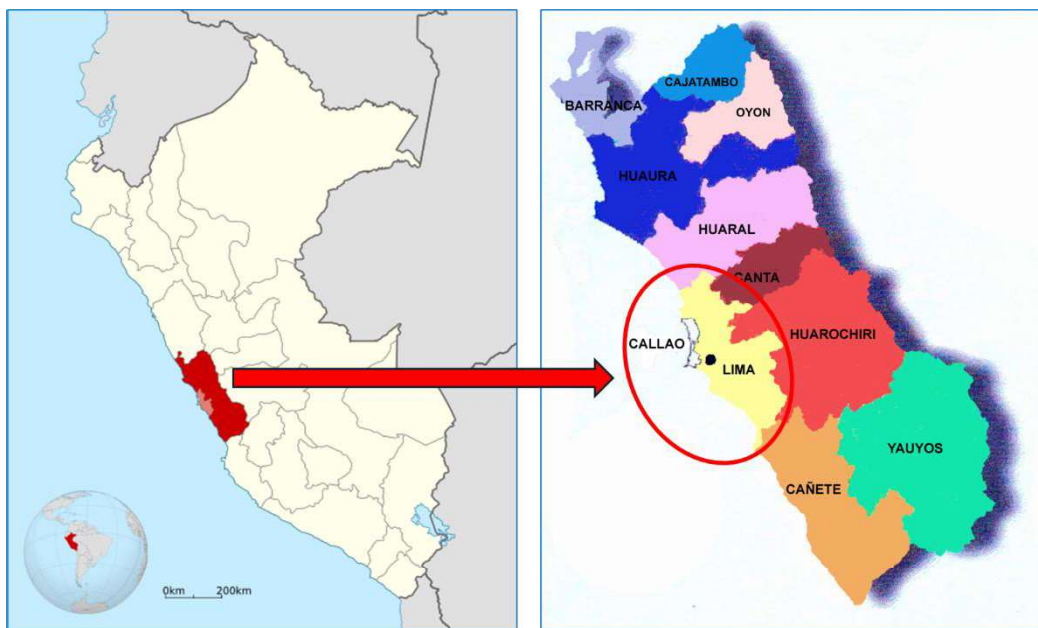 0km 200km
CAJATAMBO
BARRANCA
OYON
HUAURA
HUARAL
CANTA
HUAROCHIRI
CALLAO
LIMA
YAUYOS
CAÑETE